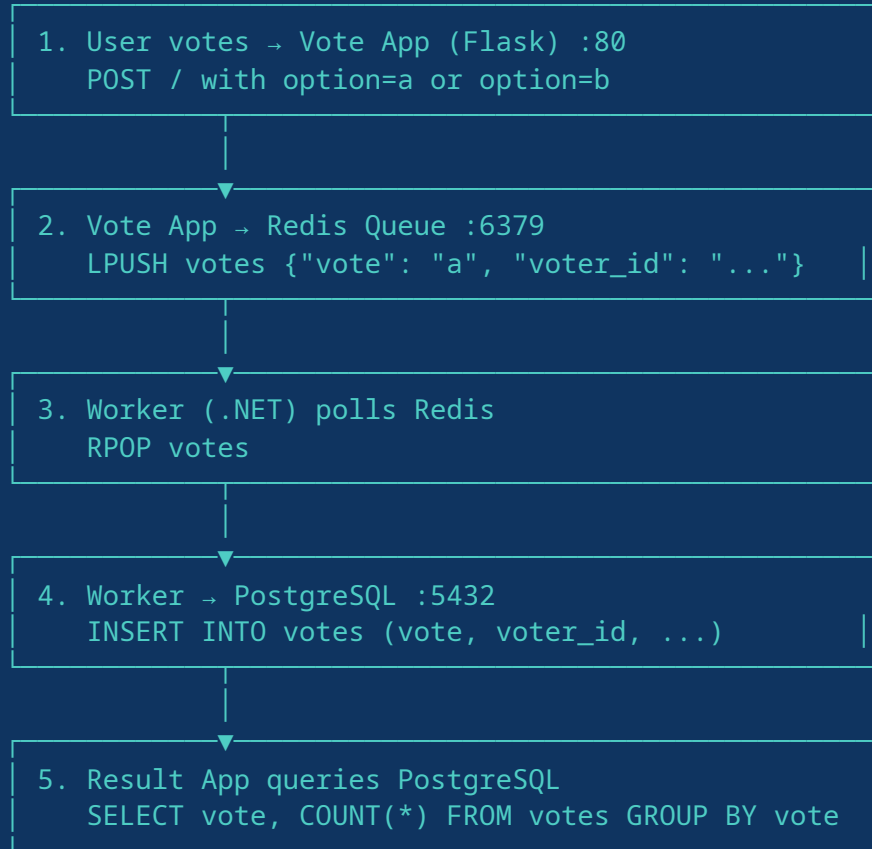 1. User votes → Vote App (Flask) :80
POST / with option=a or option=b
2. Vote App → Redis Queue :6379
LPUSH votes {"vote": "a", "voter_id": "..."}
3. Worker (.NET) polls Redis
RPOP votes
4. Worker → PostgreSQL :5432
INSERT INTO votes (vote, voter_id, ...)
5. Result App queries PostgreSQL
SELECT vote, COUNT(*) FROM votes GROUP BY vote